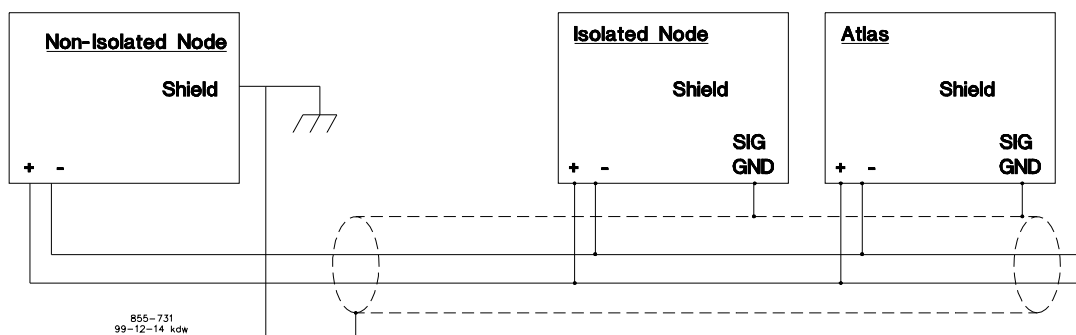 Non-Isolated Node
Shield
+ -
Isolated Node
Shield
SIG
GND
+ -
Atlas
Shield
SIG
GND
+ -
855-731
99-12-14 kdw